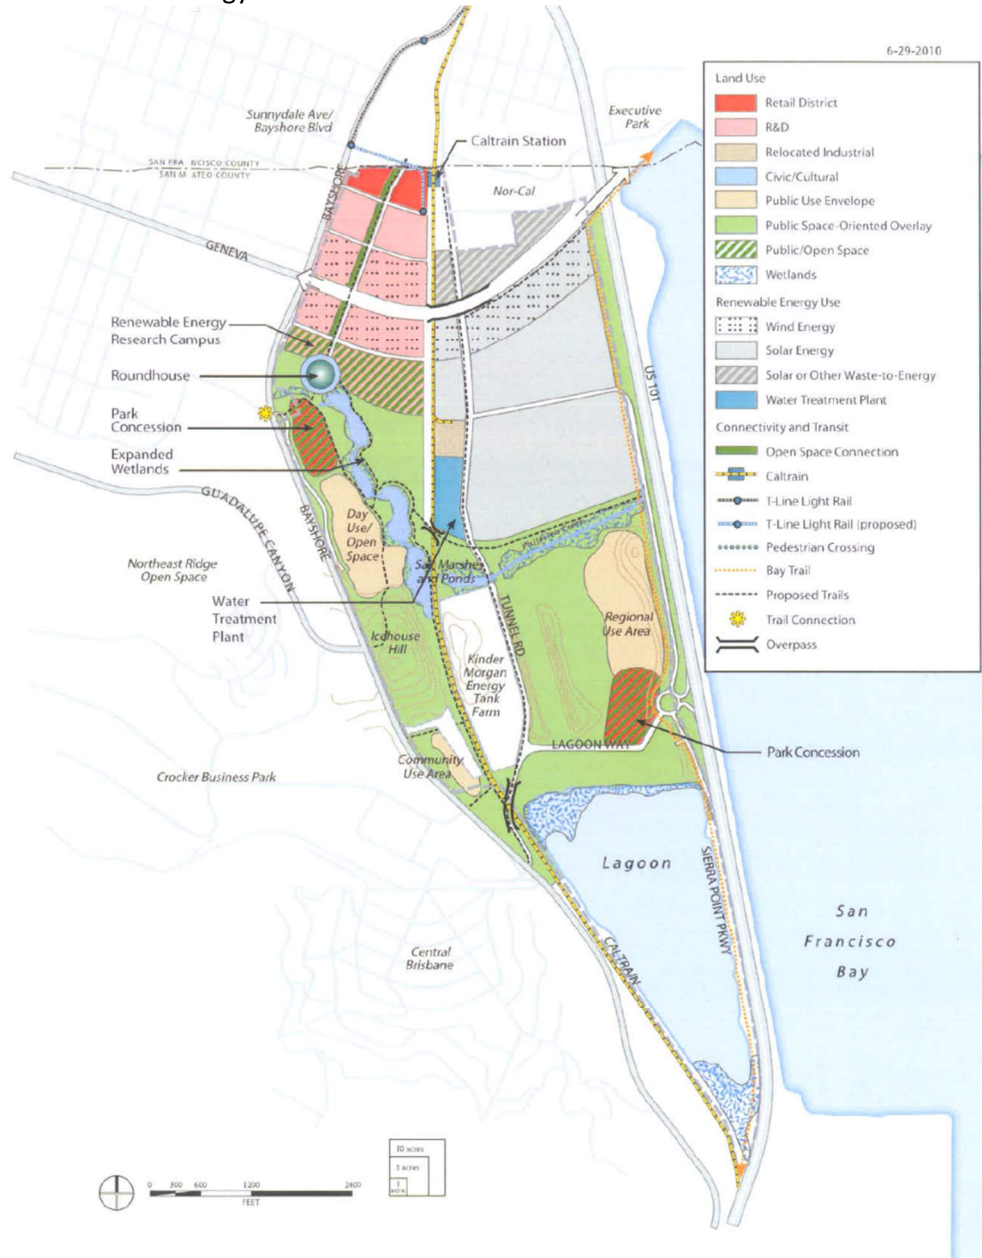 6-29-2010
Land Use
Retail District
R&D
Relocated Industrial
Civic/Cultural
Public Use Envelope
Public Space-Oriented Overlay
Public/Open Space
Wetlands
Renewable Energy Use
Wind Energy
Solar Energy
Solar or Other Waste-to-Energy
Water Treatment Plant
Connectivity and Transit
Open Space Connection
Caltrain
T-Line Light Rail
T-Line Light Rail (proposed)
Pedestrian Crossing
Bay Trail
Proposed Trails
Trail Connection
Overpass
Sunnydale Ave/
Bayshore Blvd
Executive
Park
Caltrain Station
SAN FRA NCISCO COUNTY
SAN M ATEO COUNTY
Nor-Cal
BAYSHORE
GENEVA
Renewable Energy
Research Campus
Roundhouse
Park
Concession
Expanded
Wetlands
US 101
GUADALUPE CANYON
BAYSHORE
Day
Use/
Open
Space
Northeast Ridge
Open Space
Salt Marshes
and Ponds
Water
Treatment
Plant
TUNNEL RD
Regional
Use Area
Icehouse
Hill
Kinder
Morgan
Energy
Tank
Farm
LAGOON WAY
Park Concession
Community
Use Area
Crocker Business Park
Lagoon
SIERRA POINT PKWY
San
Francisco
Bay
Central
Brisbane
CALTRAIN
10 acres
5 acres
1
acre
0 300 600 1200 2400
FEET